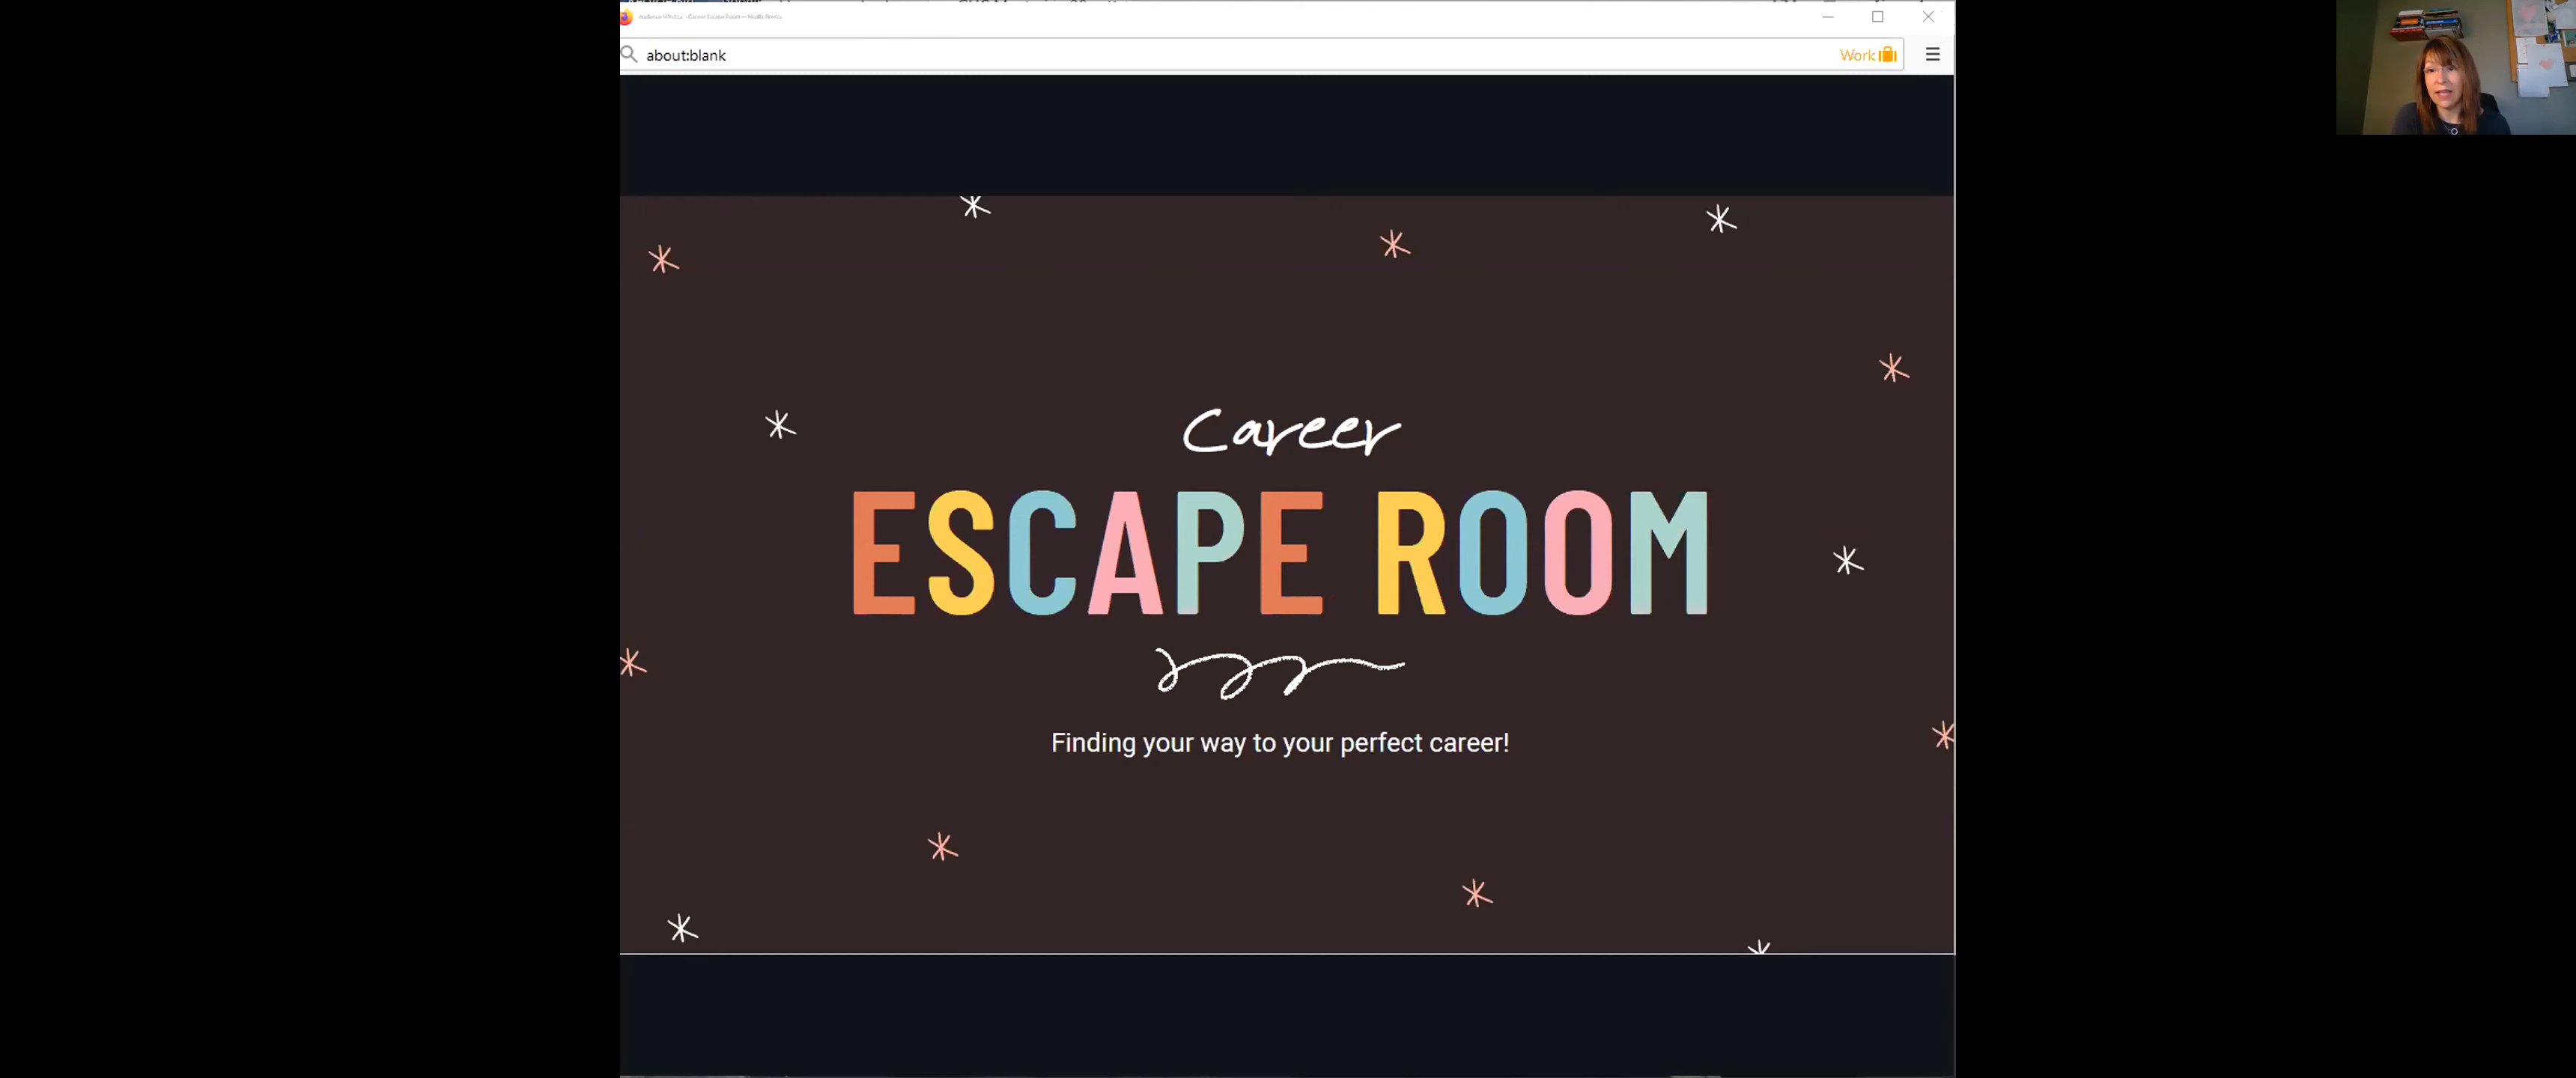 about:blank
Work
Career
ESCAPE ROOM
Finding your way to your perfect career!